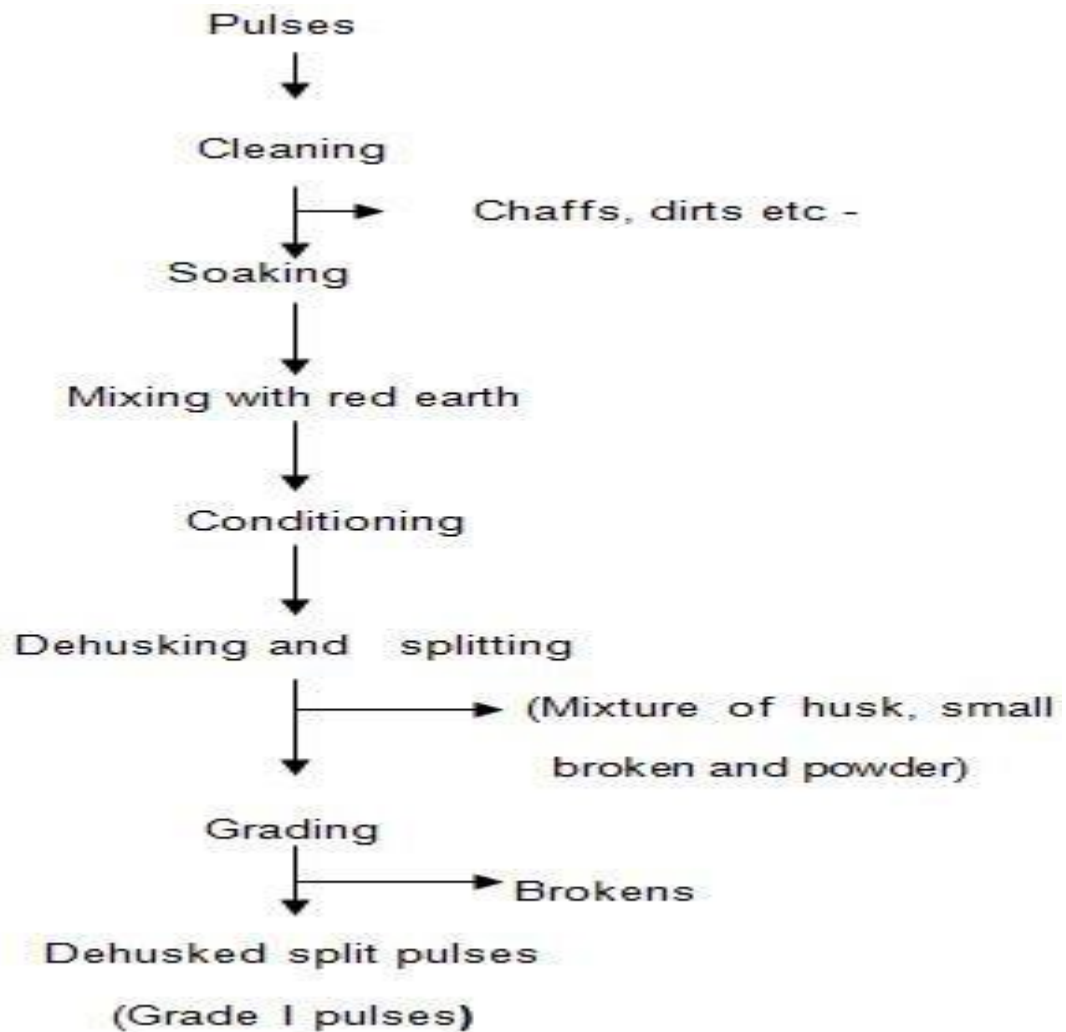 Pulses
Cleaning
Chaffs, dirts etc -
Soaking
Mixing with red earth
Conditioning
Dehusking and splitting
(Mixture of husk, small
broken and powder)
Grading
Brokens
Dehusked split pulses
(Grade I pulses)